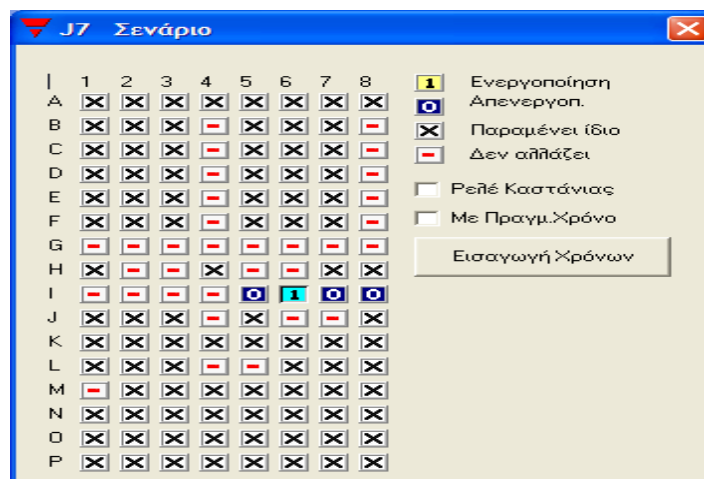 J7 Σενάριο
1 2 3 4 5 6 7 8
A X X X X X X X X
B X X X - X X X -
C X X X - X X X -
D X X X - X X X -
E X X X - X X X -
F X X X - X X X -
G - - - - - - - -
H X - - X - - X X
I - - - - 0 1 0 0
J X X X - X - - X
K X X X X X X X X
L X X X - - X X X
M - X X X X X X X
N X X X X X X X X
O X X X X X X X X
P X X X X X X X X
1 Ενεργοποίηση
0 Απενεργοπ.
X Παραμένει ίδιο
- Δεν αλλάζει
Ρελέ Καστάνιας
Με Πραγμ.Χρόνο
Εισαγωγή Χρόνων